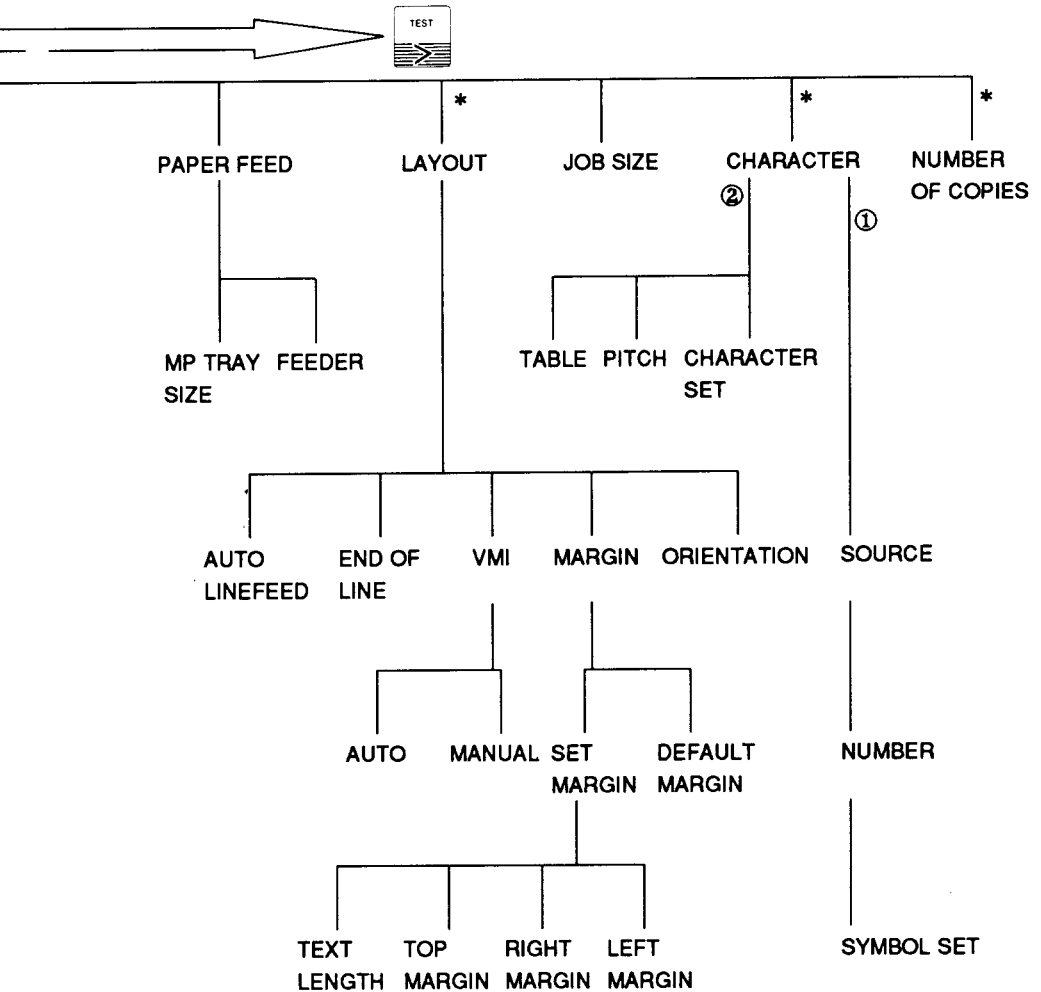 TEST
*
*
*
PAPER FEED
LAYOUT
JOB SIZE
CHARACTER
NUMBER
OF COPIES
②
①
MP TRAY
SIZE
FEEDER
TABLE
PITCH
CHARACTER
SET
AUTO
LINEFEED
END OF
LINE
VMI
MARGIN
ORIENTATION
SOURCE
AUTO
MANUAL
SET
MARGIN
DEFAULT
MARGIN
NUMBER
TEXT
LENGTH
TOP
MARGIN
RIGHT
MARGIN
LEFT
MARGIN
SYMBOL SET